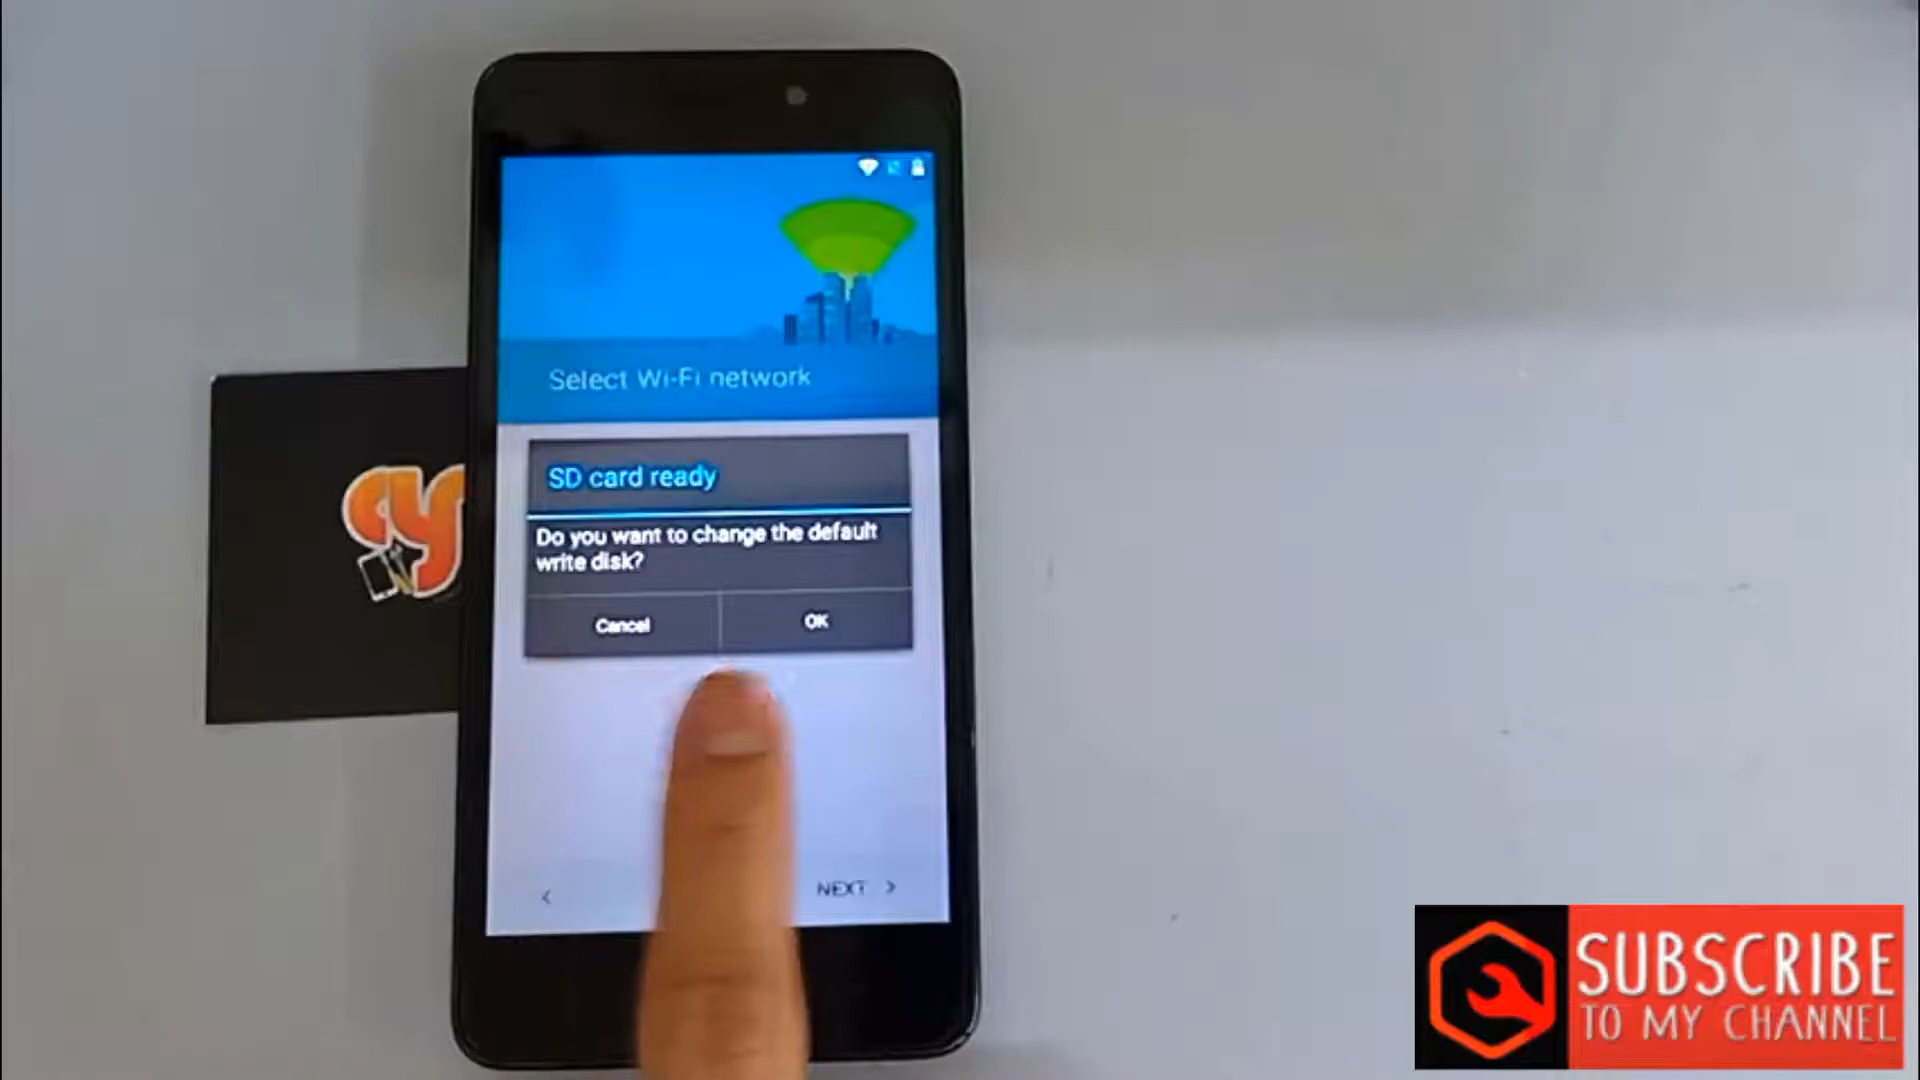 Select Wi-Fi network
SD card ready
Do you want to change the default
write disk?
Cancel
OK
< NEXT >
SUBSCRIBE
TO MY CHANNEL